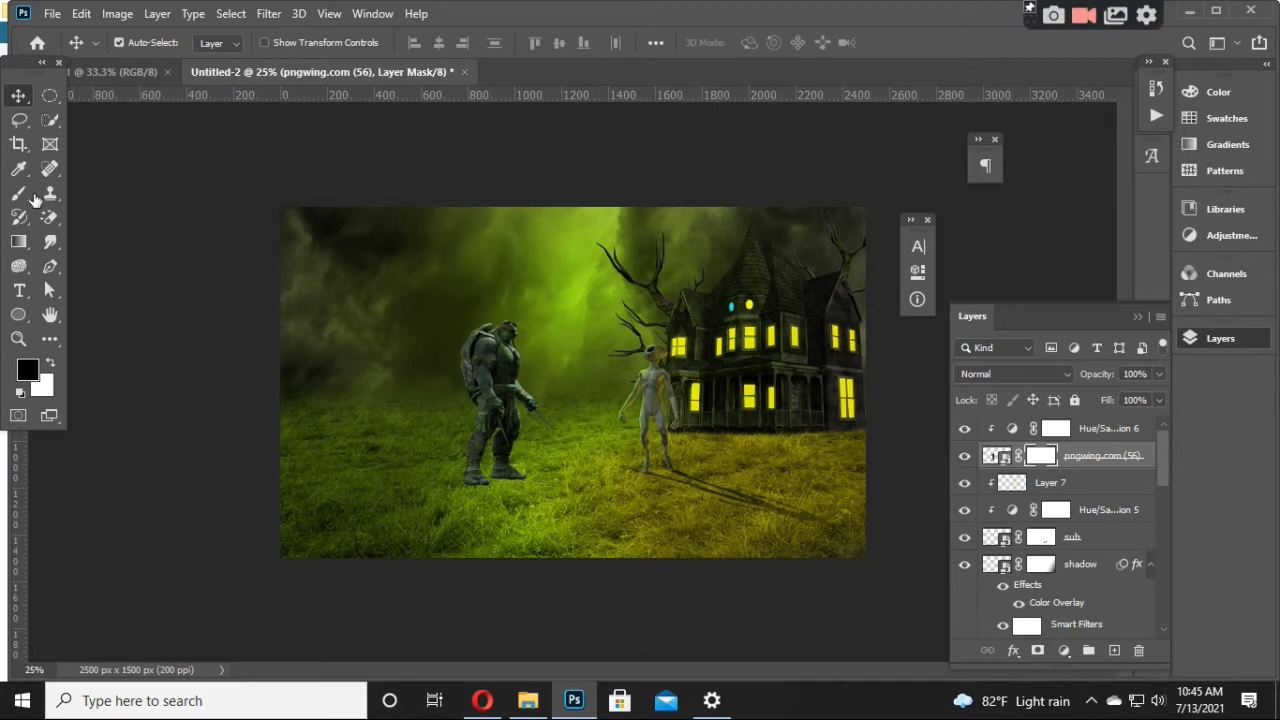 Ps File Edit Image Layer Type Select Filter 3D View Window Help
Auto-Select: Layer Show Transform Controls 3D Mode:
@ 33.3% (RGB/8) × Untitled-2 @ 25% (pngwing.com (56), Layer Mask/8) * ×
0 800 600 400 200 0 200 400 600 800 1000 1200 1400 1600 1800 2000 2200 2400 2600 2800 3000 3200 3400
Color
Swatches
Gradients
Patterns
Libraries
Adjustme...
Channels
Paths
Layers
Layers
Kind
Normal Opacity: 100%
Lock: Fill: 100%
Hue/Sa...ion 6
pngwing.com (56)
Layer 7
Hue/Sa...ion 5
sub
shadow fx
Effects
Color Overlay
Smart Filters
25% 2500 px x 1500 px (200 ppi)
Type here to search
Ps
82°F Light rain
10:45 AM
7/13/2021